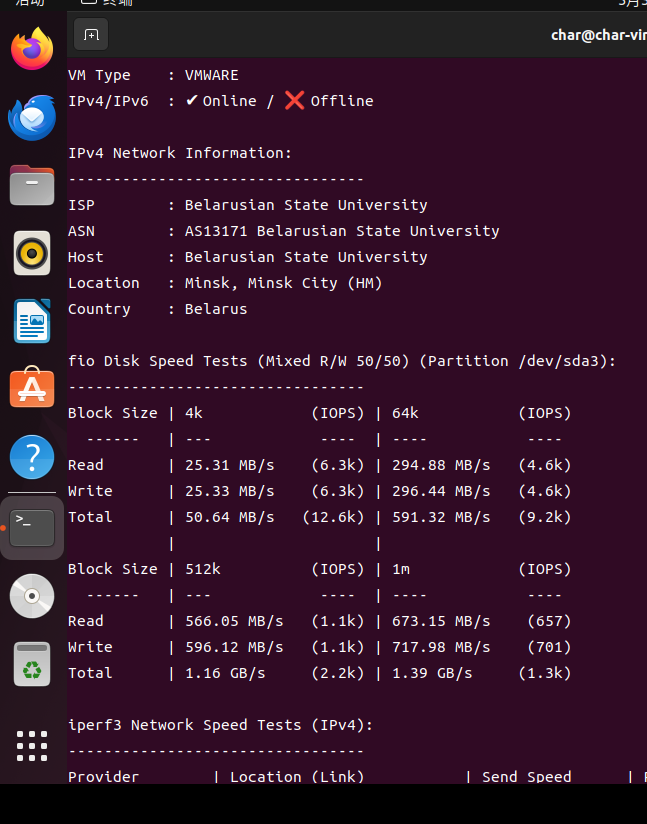 活动 终端
char@char-vir
VM Type    : VMWARE
IPv4/IPv6  : ✔ Online / ❌ Offline
IPv4 Network Information:
---------------------------------
ISP        : Belarusian State University
ASN        : AS13171 Belarusian State University
Host       : Belarusian State University
Location   : Minsk, Minsk City (HM)
Country    : Belarus
fio Disk Speed Tests (Mixed R/W 50/50) (Partition /dev/sda3):
---------------------------------
Block Size | 4k            (IOPS) | 64k           (IOPS)
  ------   | ---            ----  | ----           ----
Read       | 25.31 MB/s    (6.3k) | 294.88 MB/s   (4.6k)
Write      | 25.33 MB/s    (6.3k) | 296.44 MB/s   (4.6k)
Total      | 50.64 MB/s   (12.6k) | 591.32 MB/s   (9.2k)
           |                      |
Block Size | 512k          (IOPS) | 1m            (IOPS)
  ------   | ---            ----  | ----           ----
Read       | 566.05 MB/s   (1.1k) | 673.15 MB/s    (657)
Write      | 596.12 MB/s   (1.1k) | 717.98 MB/s    (701)
Total      | 1.16 GB/s     (2.2k) | 1.39 GB/s     (1.3k)
iperf3 Network Speed Tests (IPv4):
---------------------------------
Provider        | Location (Link)           | Send Speed      |